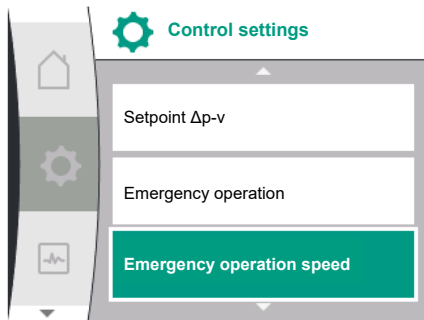 Control settings
Setpoint Δp-v
Emergency operation
Emergency operation speed